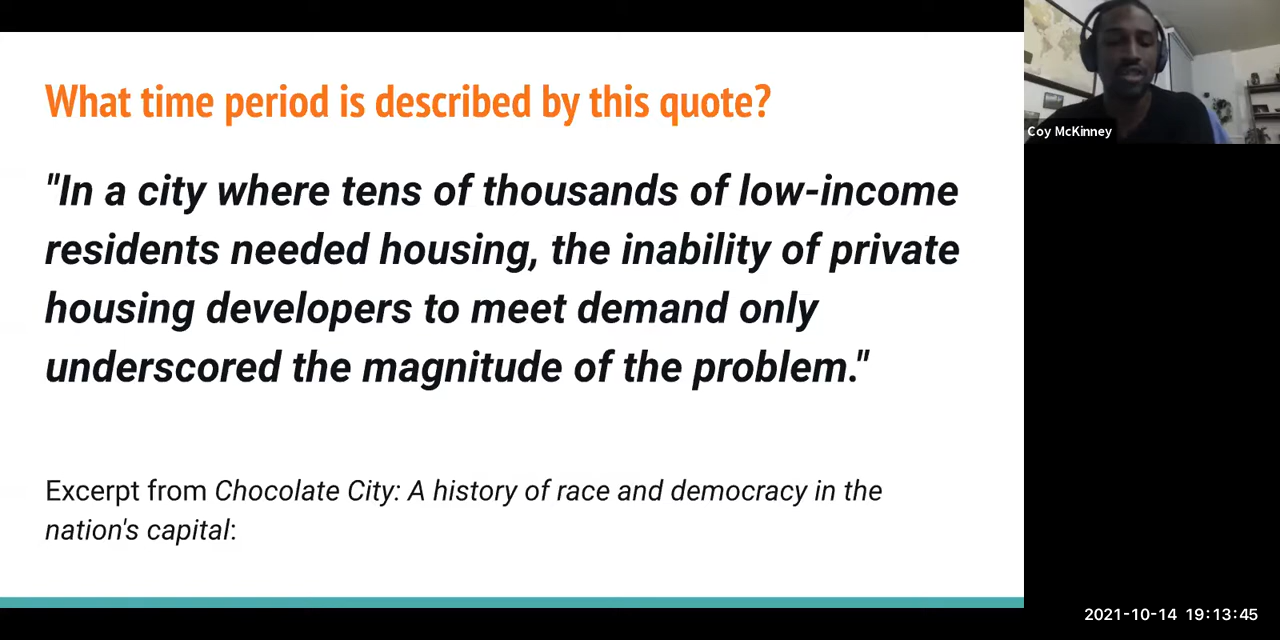 What time period is described by this quote?
"In a city where tens of thousands of low-income
residents needed housing, the inability of private
housing developers to meet demand only
underscored the magnitude of the problem."
Excerpt from Chocolate City: A history of race and democracy in the
nation's capital:
Coy McKinney
2021-10-14 19:13:45